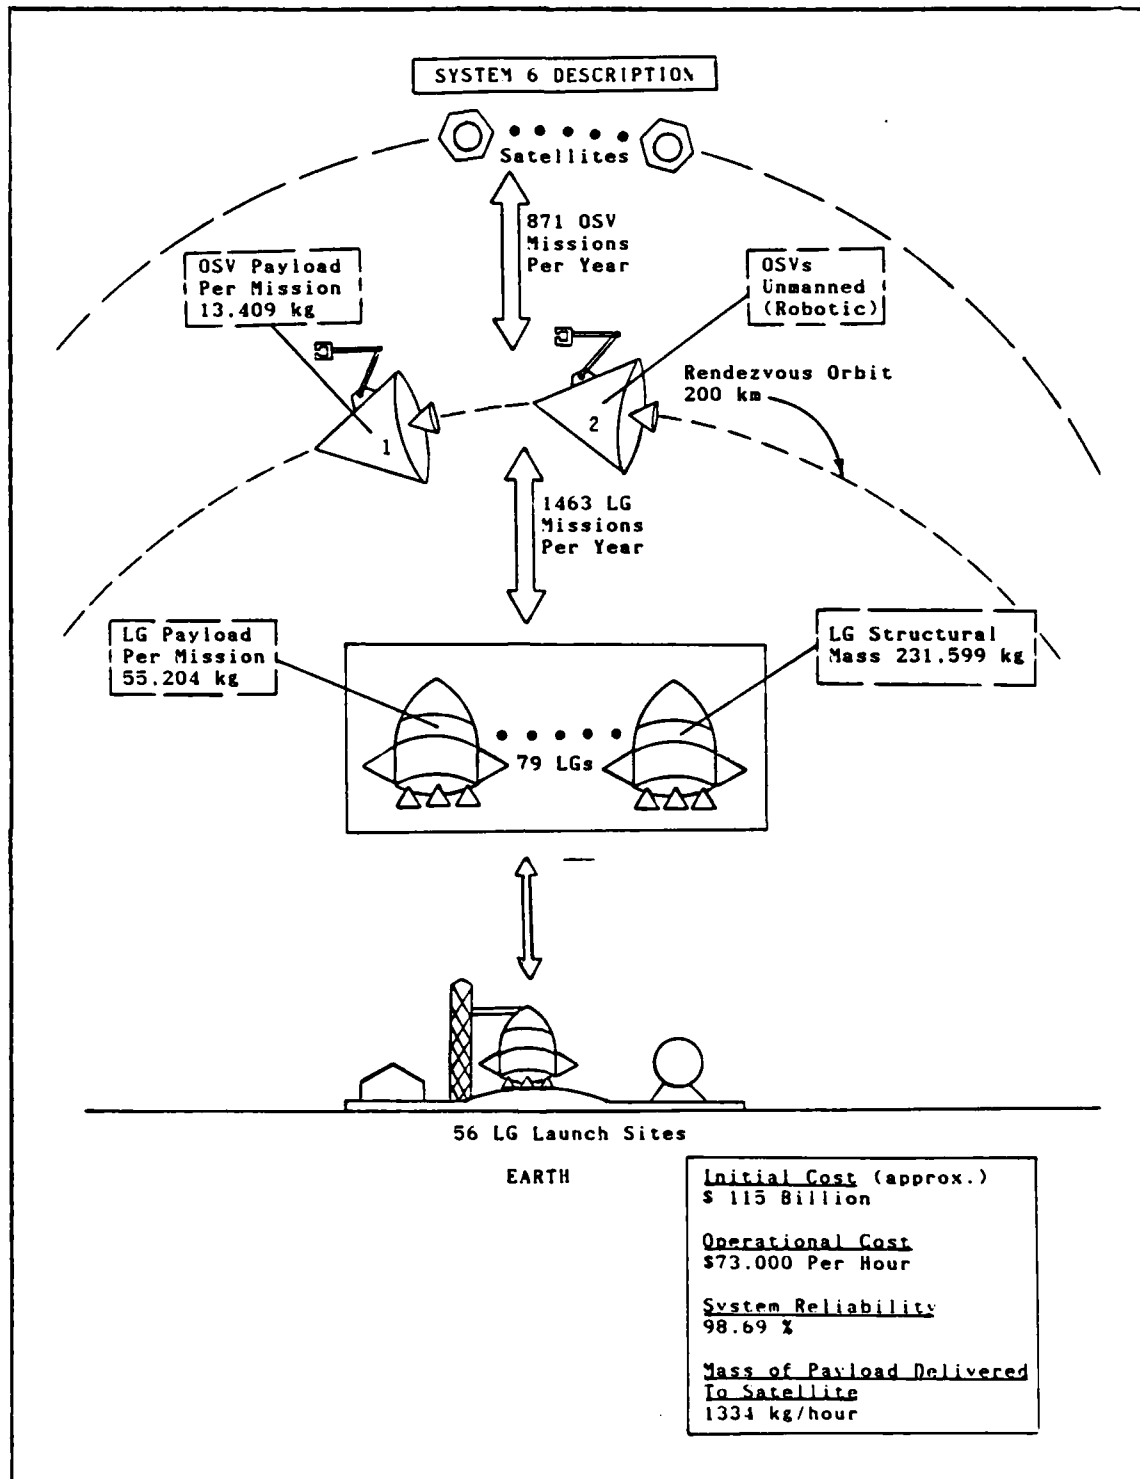 SYSTEM 6 DESCRIPTION
Satellites
871 OSV
Missions
Per Year
OSV Payload
Per Mission
13.409 kg
OSVs
Unmanned
(Robotic)
Rendezvous Orbit
200 km
1
2
1463 LG
Missions
Per Year
LG Payload
Per Mission
55.204 kg
LG Structural
Mass 231.599 kg
79 LGs
56 LG Launch Sites
EARTH
Initial Cost (approx.)
$ 115 Billion
Operational Cost
$73.000 Per Hour
System Reliability
98.69 %
Mass of Payload Delivered
To Satellite
1334 kg/hour